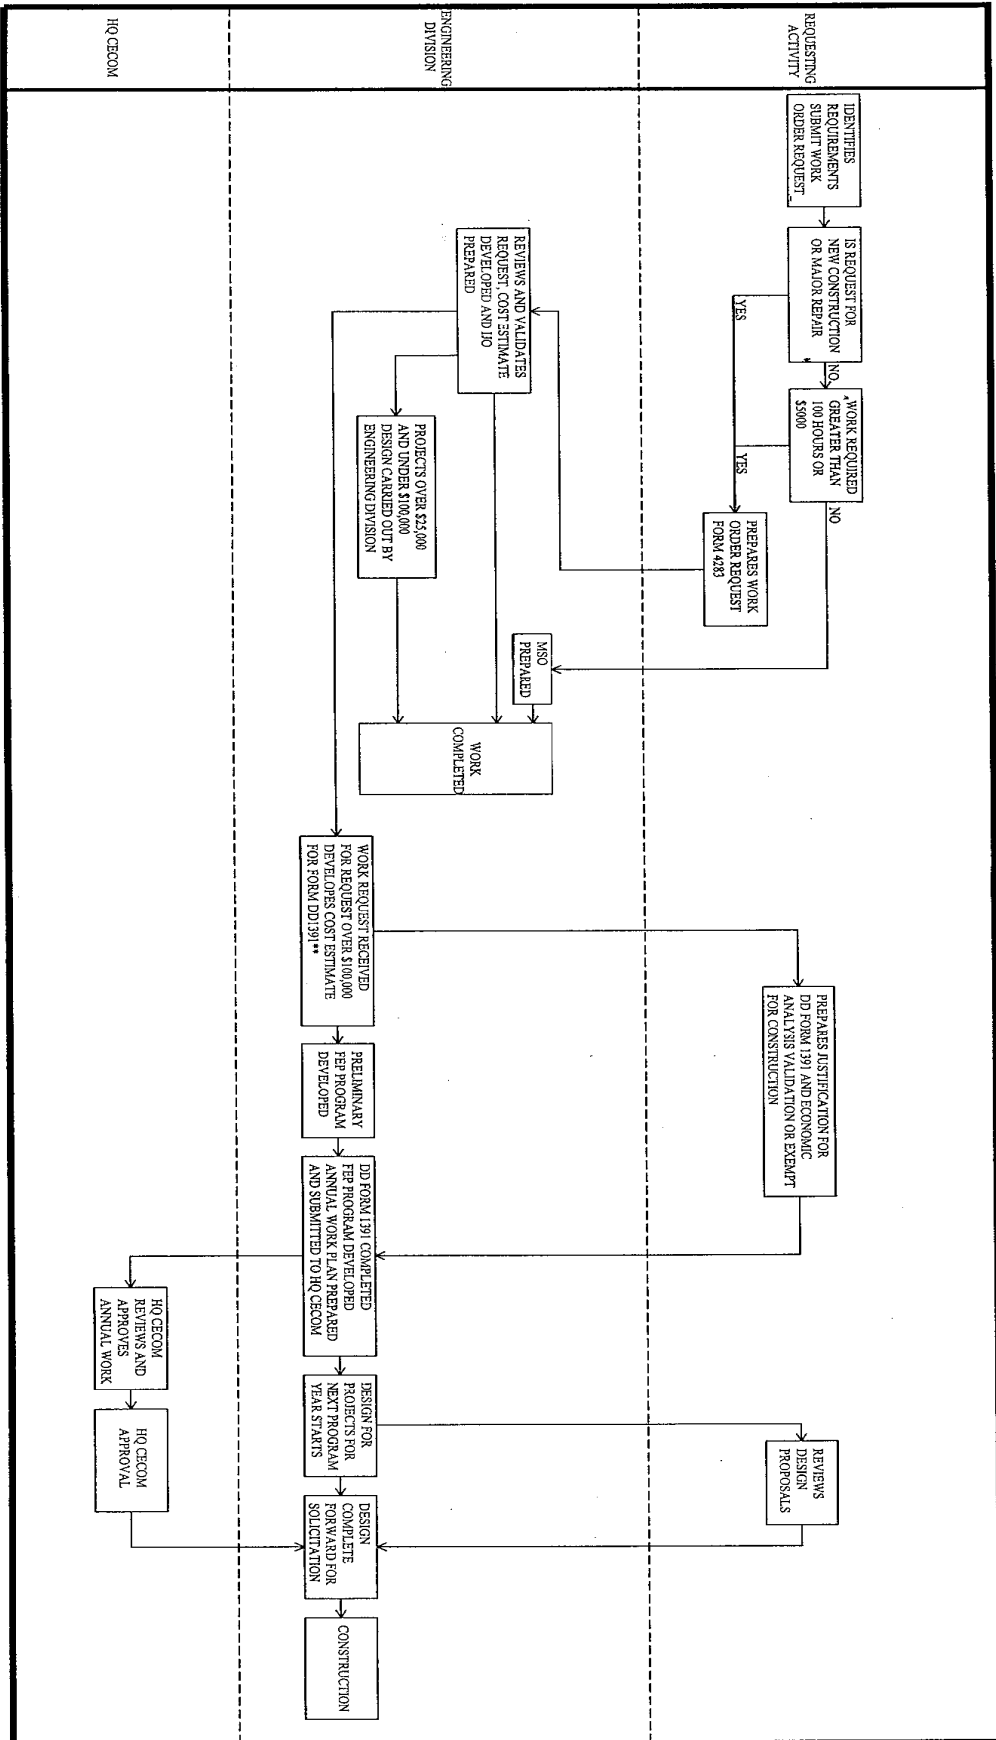 REQUESTING
ACTIVITY
IDENTIFIES
REQUIREMENTS
SUBMIT WORK
ORDER REQUEST
IS REQUEST FOR
NEW CONSTRUCTION
OR MAJOR REPAIR
YES
NO
WORK REQUIRED
GREATER THAN
100 HOURS OR
$5000
YES
NO
PREPARES WORK
ORDER REQUEST
FORM 4283
PREPARES JUSTIFICATION FOR
DD FORM 1391 AND ECONOMIC
ANALYSIS VALIDATION OR EXEMPT
FOR CONSTRUCTION
REVIEWS
DESIGN
PROPOSALS
ENGINEERING
DIVISION
REVIEWS AND VALIDATES
REQUEST, COST ESTIMATE
DEVELOPED AND IJO
PREPARED
PROJECTS OVER $25,000
AND UNDER $100,000
DESIGN CARRIED OUT BY
ENGINEERING DIVISION
MSO
PREPARED
WORK
COMPLETED
WORK REQUEST RECEIVED
FOR REQUEST OVER $100,000
DEVELOPES COST ESTIMATE
FOR FORM DD1391**
PRELIMINARY
FEP PROGRAM
DEVELOPED
DD FORM 1391 COMPLETED
FEP PROGRAM DEVELOPED
ANNUAL WORK PLAN PREPARED
AND SUBMITTED TO HQ CECOM
DESIGN FOR
PROJECTS FOR
NEXT PROGRAM
YEAR STARTS
DESIGN
COMPLETE
FORWARD FOR
SOLICITATION
CONSTRUCTION
HQ CECOM
HQ CECOM
REVIEWS AND
APPROVES
ANNUAL WORK
HQ CECOM
APPROVAL